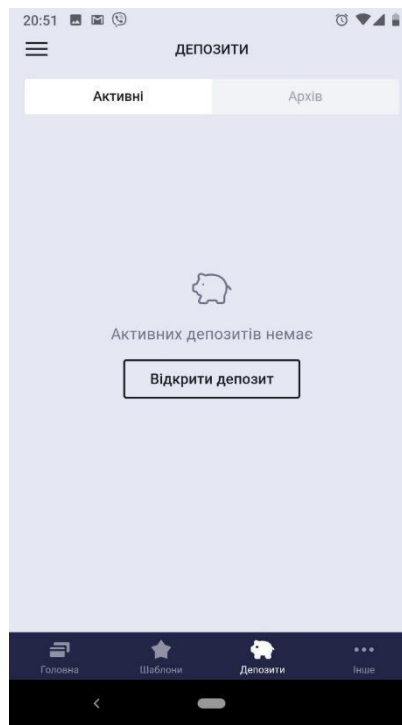 20:51
ДЕПОЗИТИ
Активні
Архів
Активних депозитів немає
Відкрити депозит
Головна
Шаблони
Депозити
Інше